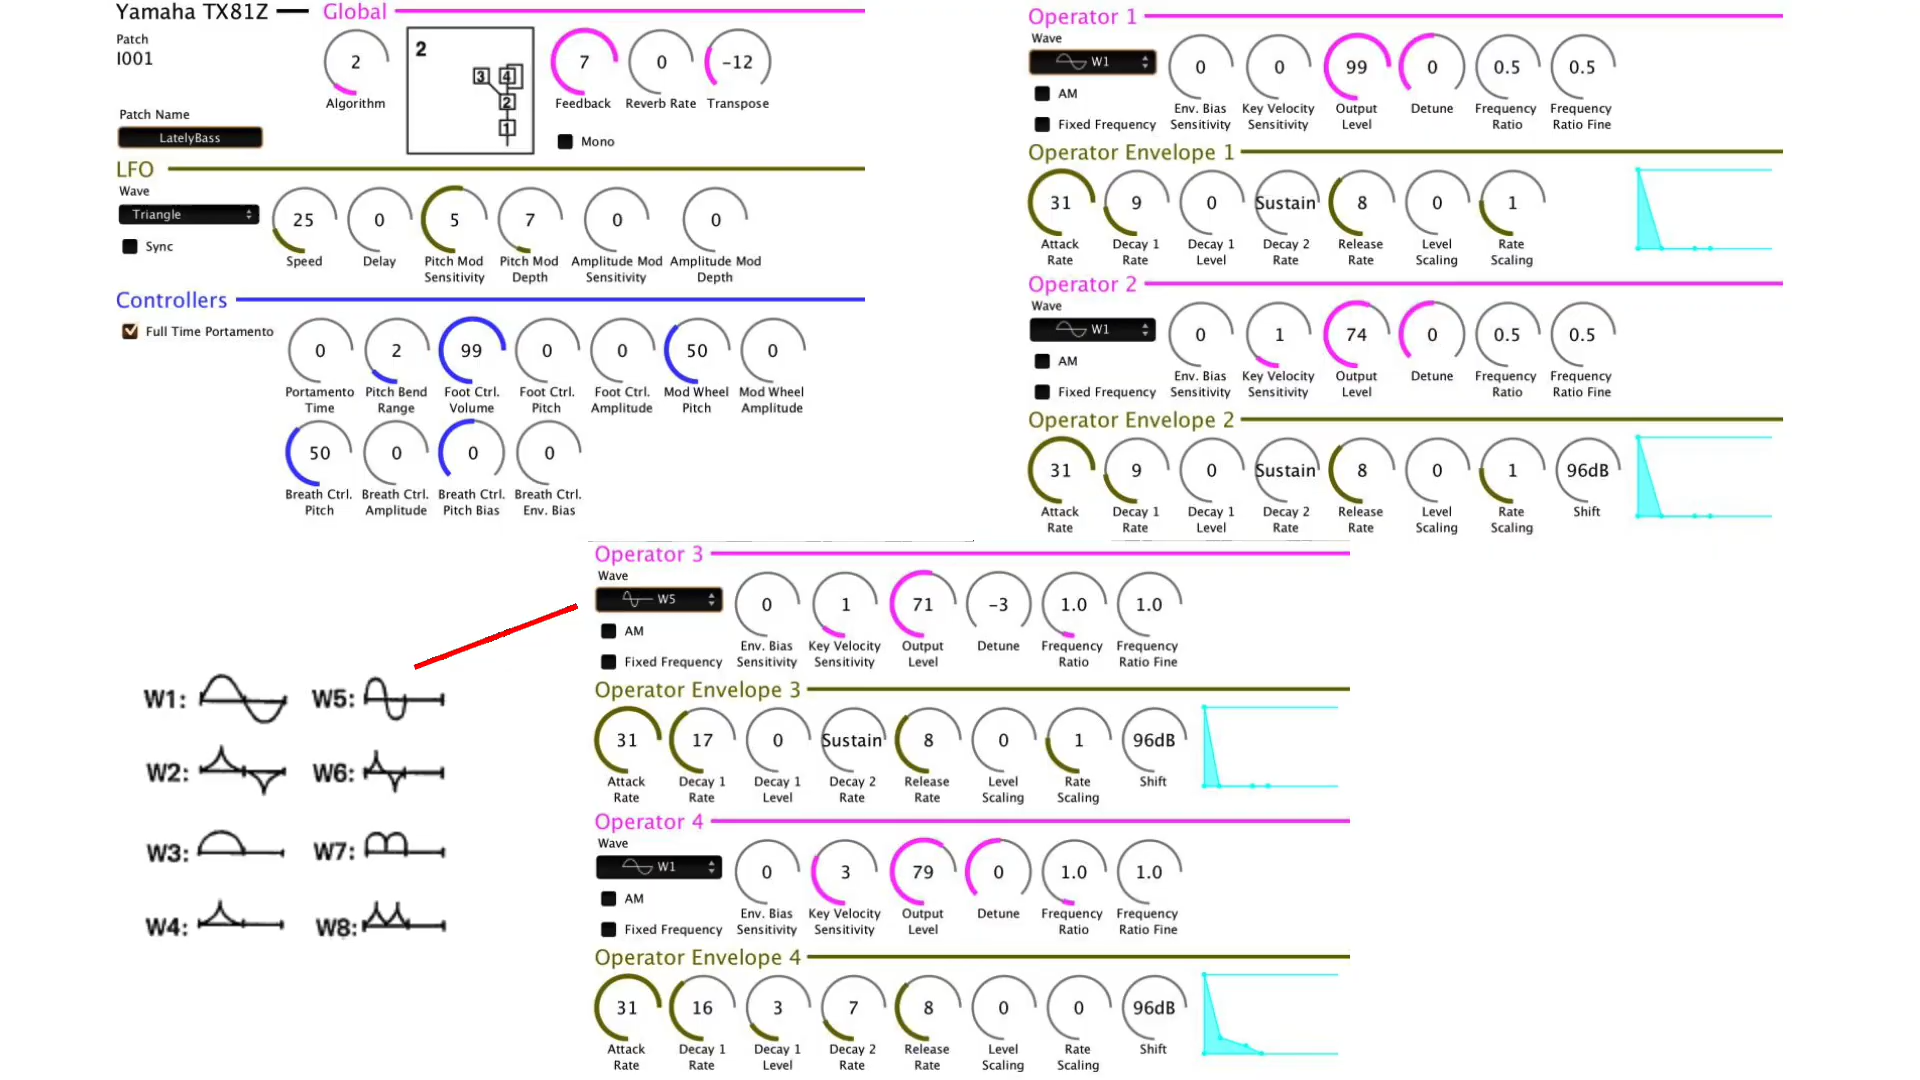 Yamaha TX81Z
Global
Patch
I001
Patch Name
LatelyBass
2
Algorithm
2
3
4
2
1
7
Feedback
0
Reverb Rate
-12
Transpose
Mono
LFO
Wave
Triangle
Sync
25
0
5
7
0
0
Speed
Delay
Pitch Mod
Sensitivity
Pitch Mod
Depth
Amplitude Mod
Sensitivity
Amplitude Mod
Depth
Controllers
Full Time Portamento
0
2
99
0
0
50
0
Portamento
Time
Pitch Bend
Range
Foot Ctrl.
Volume
Foot Ctrl.
Pitch
Foot Ctrl.
Amplitude
Mod Wheel
Pitch
Mod Wheel
Amplitude
50
0
0
0
Breath Ctrl.
Pitch
Breath Ctrl.
Amplitude
Breath Ctrl.
Pitch Bias
Breath Ctrl.
Env. Bias
Operator 1
Wave
W1
AM
Fixed Frequency
0
0
99
0
0.5
0.5
Env. Bias
Sensitivity
Key Velocity
Sensitivity
Output
Level
Detune
Frequency
Ratio
Frequency
Ratio Fine
Operator Envelope 1
31
9
0
Sustain
8
0
1
Attack
Rate
Decay 1
Rate
Decay 1
Level
Decay 2
Rate
Release
Rate
Level
Scaling
Rate
Scaling
Operator 2
Wave
W1
AM
Fixed Frequency
0
1
74
0
0.5
0.5
Env. Bias
Sensitivity
Key Velocity
Sensitivity
Output
Level
Detune
Frequency
Ratio
Frequency
Ratio Fine
Operator Envelope 2
31
9
0
Sustain
8
0
1
96dB
Attack
Rate
Decay 1
Rate
Decay 1
Level
Decay 2
Rate
Release
Rate
Level
Scaling
Rate
Scaling
Shift
Operator 3
Wave
W5
AM
Fixed Frequency
0
1
71
-3
1.0
1.0
Env. Bias
Sensitivity
Key Velocity
Sensitivity
Output
Level
Detune
Frequency
Ratio
Frequency
Ratio Fine
Operator Envelope 3
31
17
0
Sustain
8
0
1
96dB
Attack
Rate
Decay 1
Rate
Decay 1
Level
Decay 2
Rate
Release
Rate
Level
Scaling
Rate
Scaling
Shift
Operator 4
Wave
W1
AM
Fixed Frequency
0
3
79
0
1.0
1.0
Env. Bias
Sensitivity
Key Velocity
Sensitivity
Output
Level
Detune
Frequency
Ratio
Frequency
Ratio Fine
Operator Envelope 4
31
16
3
7
8
0
0
96dB
Attack
Rate
Decay 1
Rate
Decay 1
Level
Decay 2
Rate
Release
Rate
Level
Scaling
Rate
Scaling
Shift
W1:
W5:
W2:
W6:
W3:
W7:
W4:
W8: